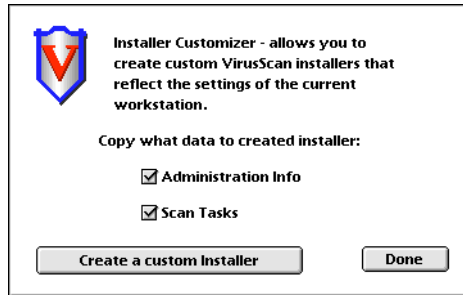 V
Installer Customizer - allows you to
create custom VirusScan installers that
reflect the settings of the current
workstation.
Copy what data to created installer:
Administration Info
Scan Tasks
Create a custom Installer
Done